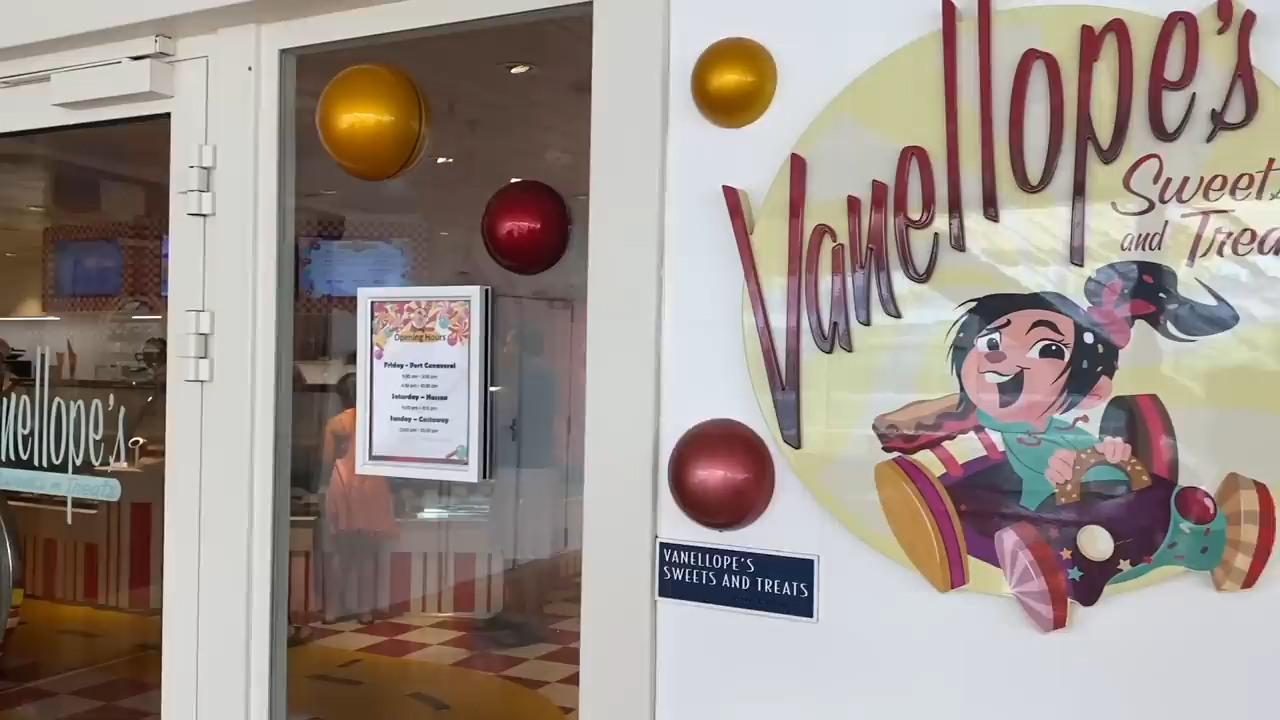 Vanellope's
Sweets
and Trea
nellope's
Opening Hours
Friday - Port Canaveral
Saturday - Nassau
Sunday - Castaway
VANELLOPE'S
SWEETS AND TREATS